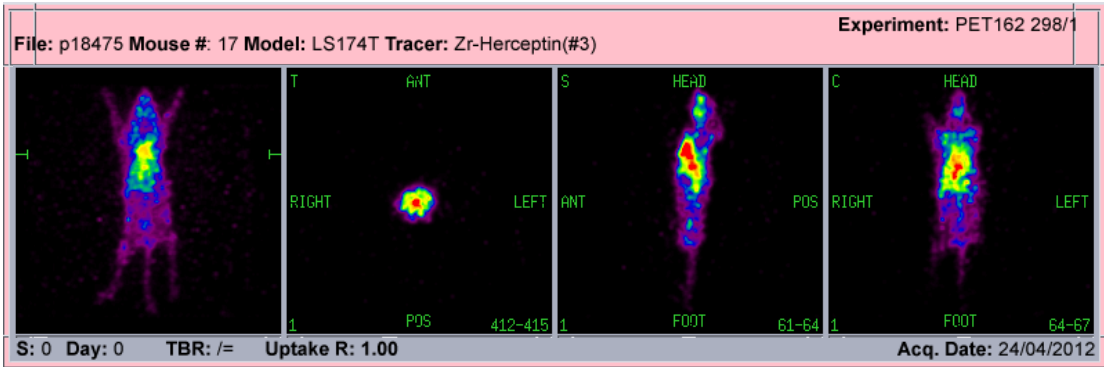 Experiment: PET162 298/1
File: p18475 Mouse #: 17 Model: LS174T Tracer: Zr-Herceptin(#3)
T ANT
RIGHT LEFT
1 POS 412-415
S HEAD
ANT POS
1 FOOT 61-64
C HEAD
RIGHT LEFT
1 FOOT 64-67
S: 0 Day: 0 TBR: /= Uptake R: 1.00 Acq. Date: 24/04/2012